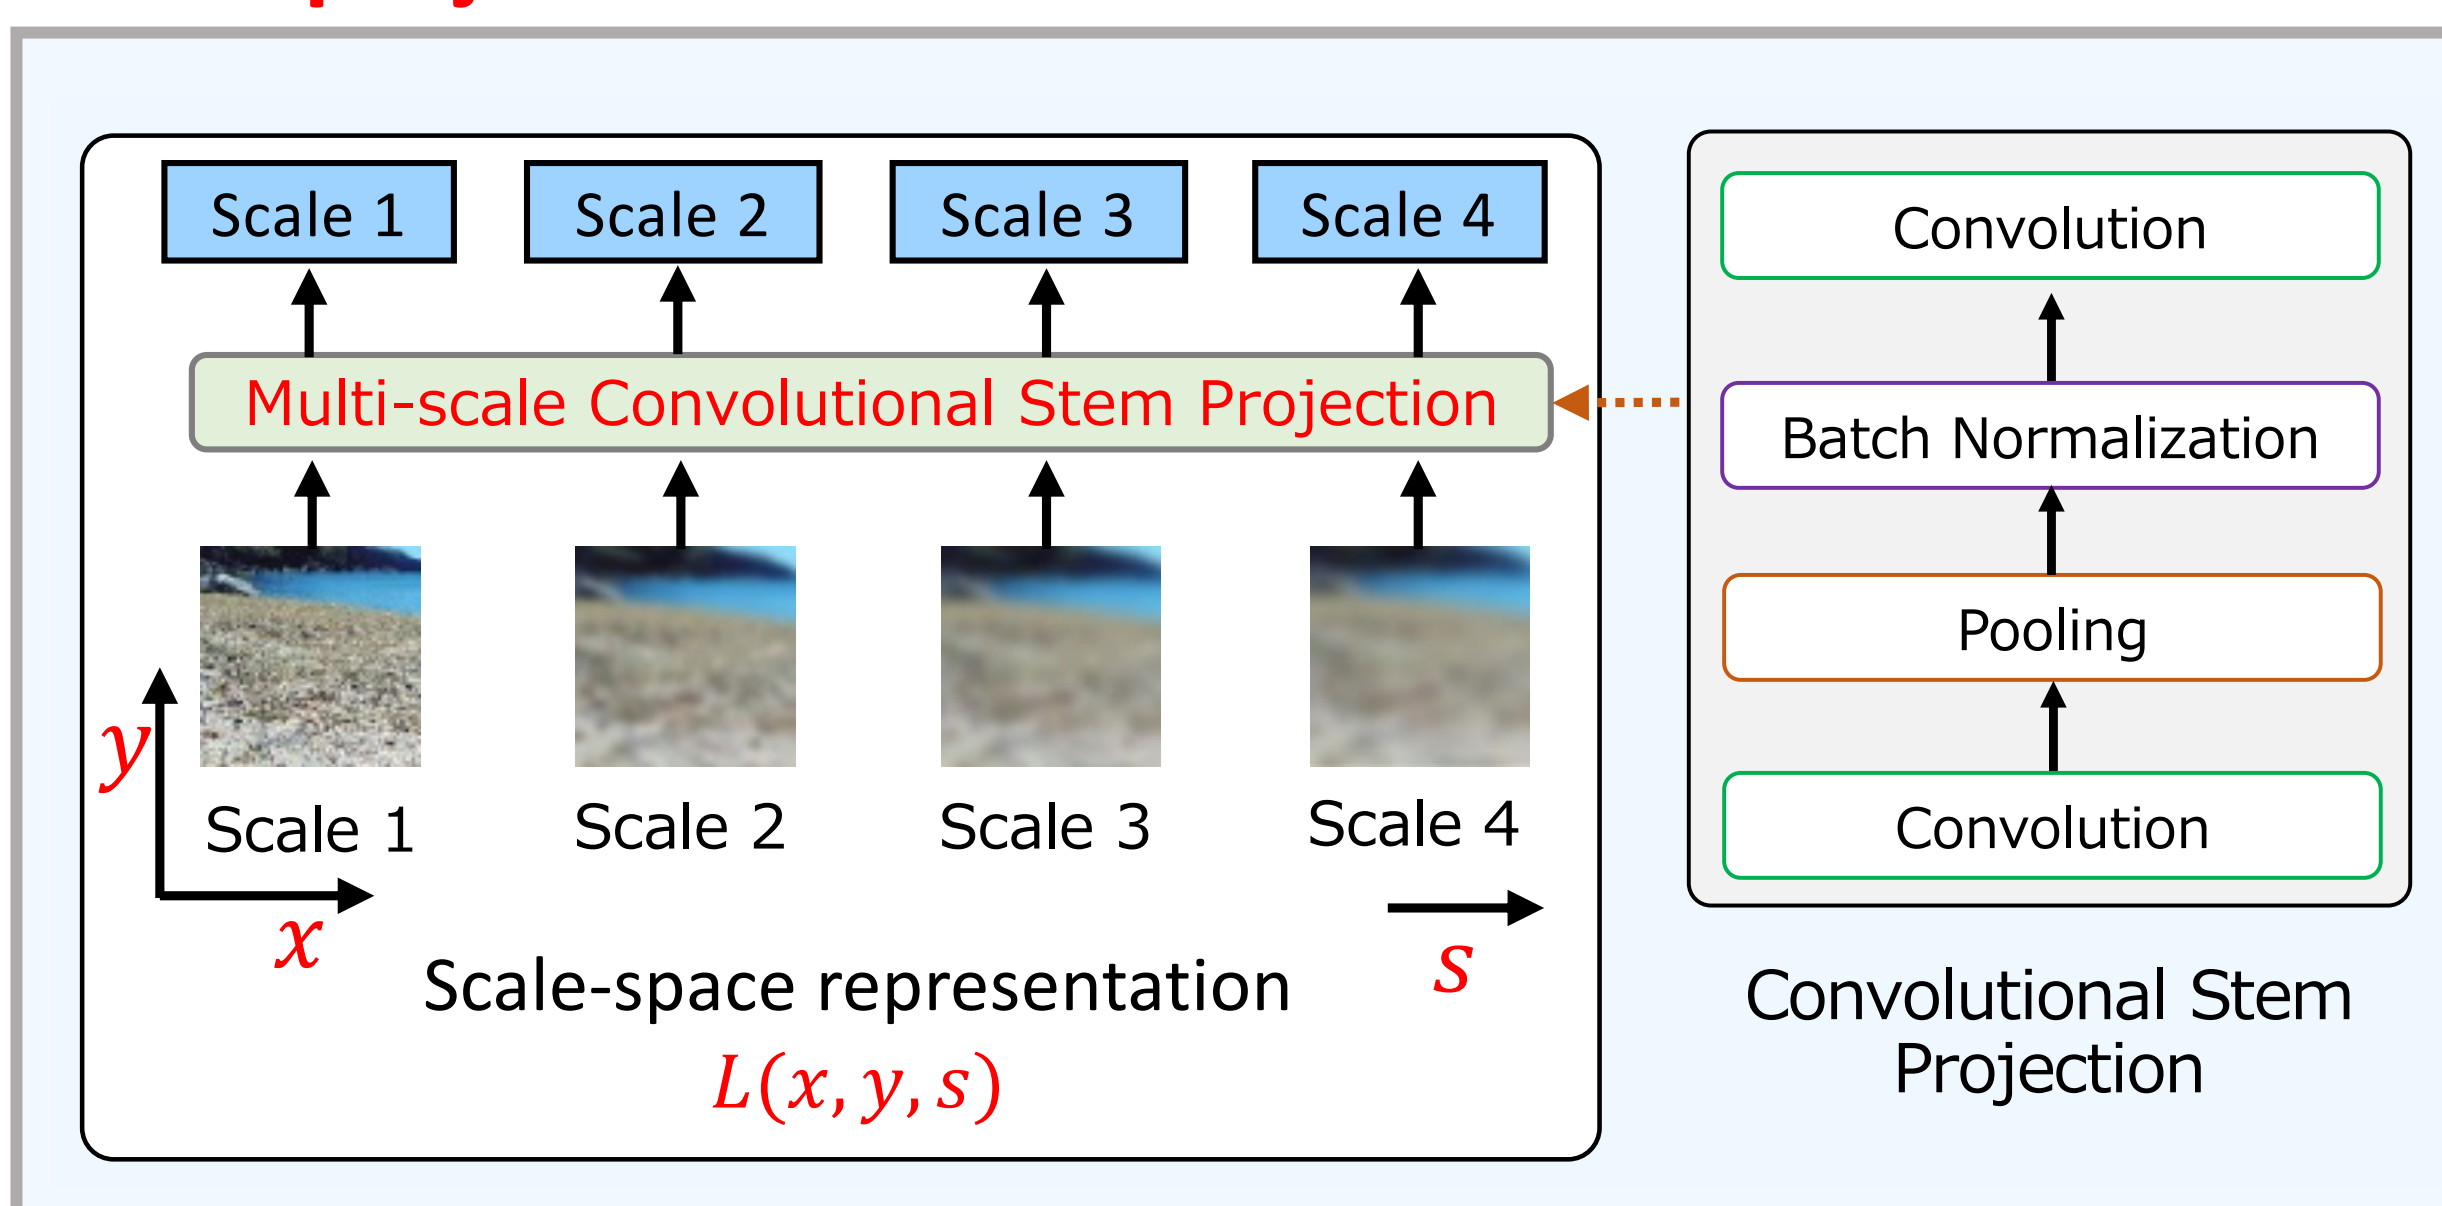 Scale 1
Scale 2
Scale 3
Scale 4
Multi-scale Convolutional Stem Projection
y
x
Scale 1
Scale 2
Scale 3
Scale 4
s
Scale-space representation
L(x, y, s)
Convolution
Batch Normalization
Pooling
Convolution
Convolutional Stem
Projection